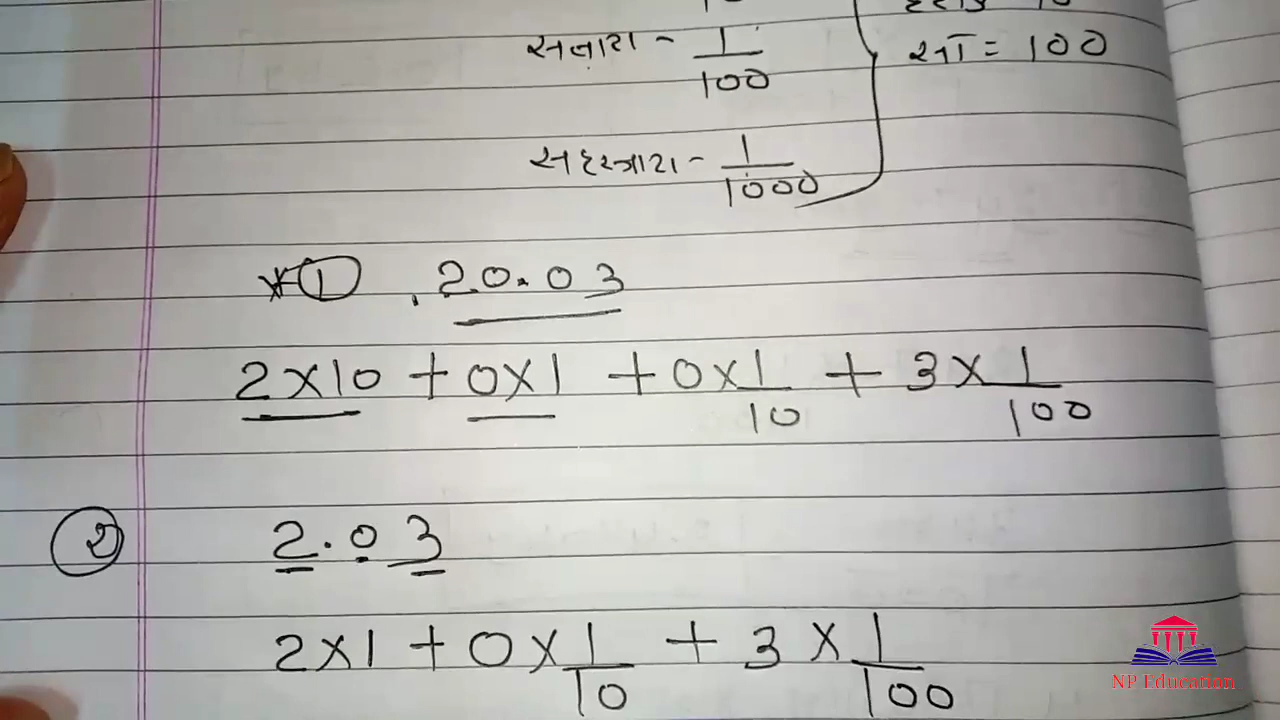 शतांश - 1/100
सो = 100
सहस्त्रांश - 1/1000
*① 20.03
2×10 + 0×1 + 0×1/10 + 3×1/100
② 2.03
2×1 + 0×1/10 + 3×1/100
NP Education